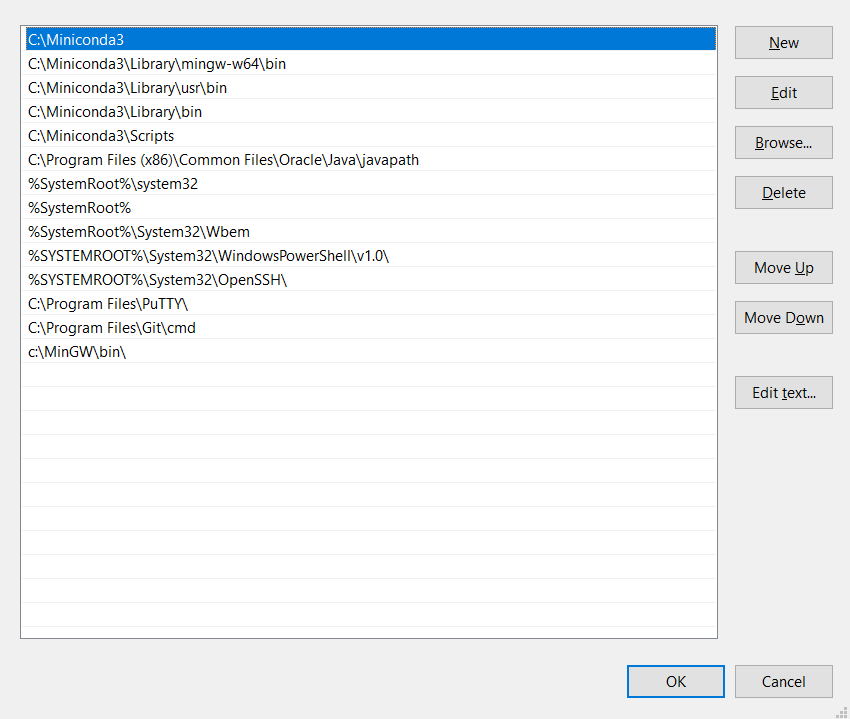 C:\Miniconda3
C:\Miniconda3\Library\mingw-w64\bin
C:\Miniconda3\Library\usr\bin
C:\Miniconda3\Library\bin
C:\Miniconda3\Scripts
C:\Program Files (x86)\Common Files\Oracle\Java\javapath
%SystemRoot%\system32
%SystemRoot%
%SystemRoot%\System32\Wbem
%SYSTEMROOT%\System32\WindowsPowerShell\v1.0\
%SYSTEMROOT%\System32\OpenSSH\
C:\Program Files\PuTTY\
C:\Program Files\Git\cmd
c:\MinGW\bin\
New
Edit
Browse...
Delete
Move Up
Move Down
Edit text...
OK
Cancel